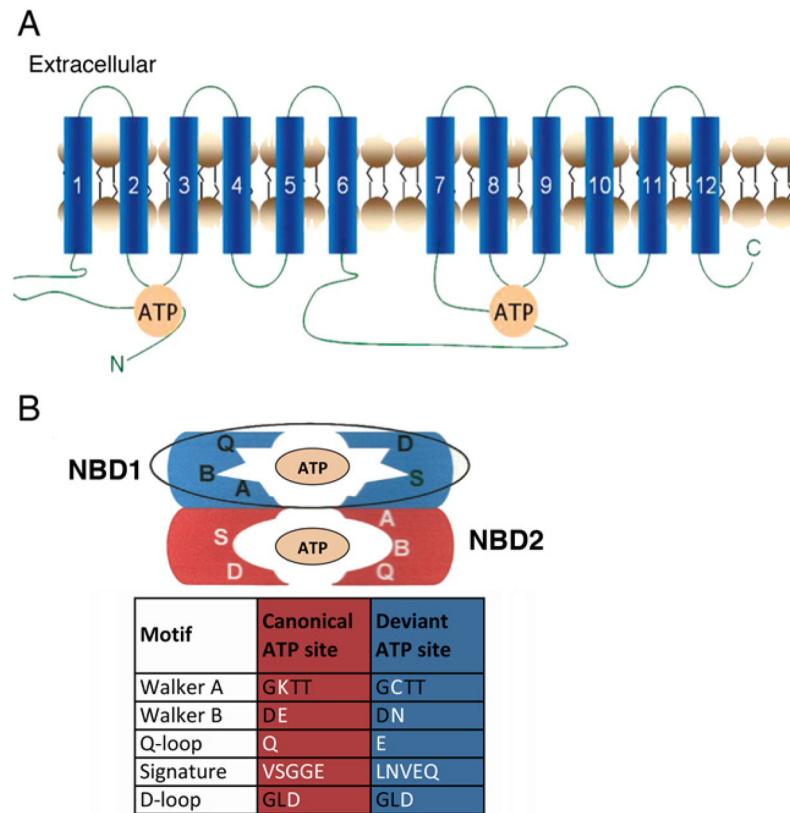 A
Extracellular
1 2 3 4 5 6 7 8 9 10 11 12
C
ATP ATP
N
B
Q D
NBD1 B ATP S
A
A
S ATP B NBD2
D Q
Motif Canonical ATP site Deviant ATP site
Walker A GKTT GCTT
Walker B DE DN
Q-loop Q E
Signature VSGGE LNVEQ
D-loop GLD GLD